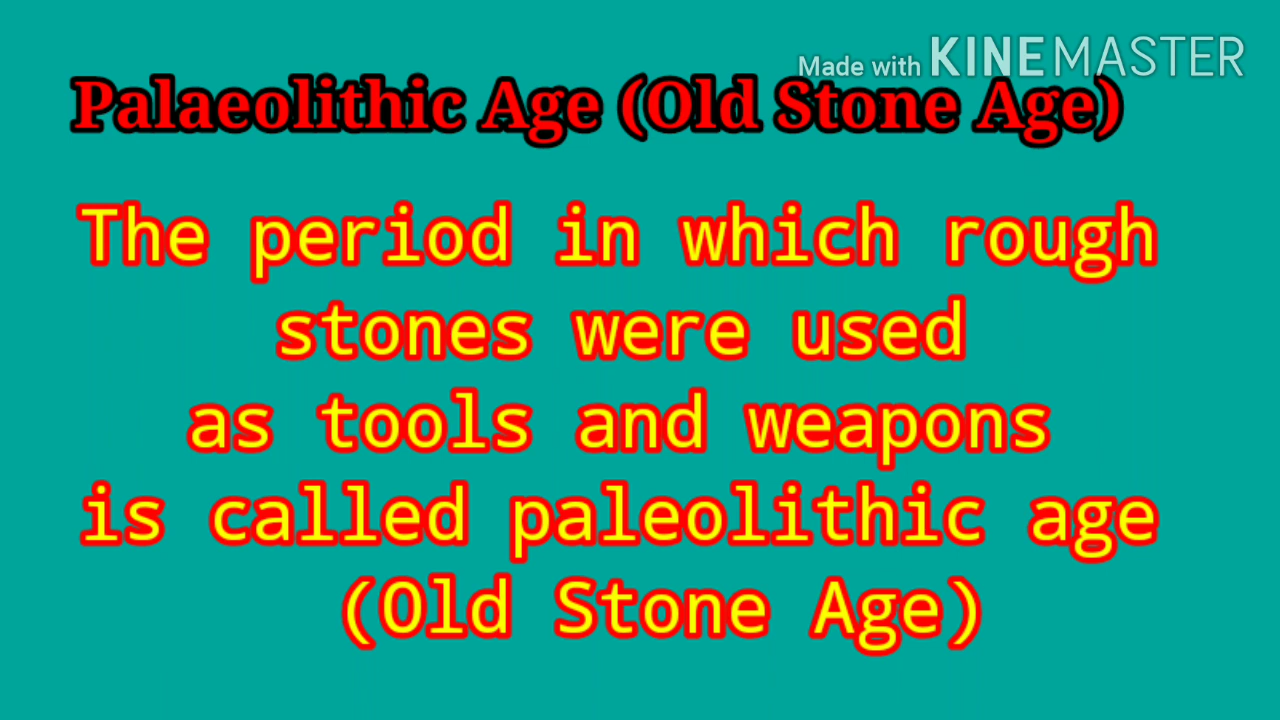 Made with KINEMASTER
Palaeolithic Age (Old Stone Age)
The period in which rough
stones were used
as tools and weapons
is called paleolithic age
(Old Stone Age)